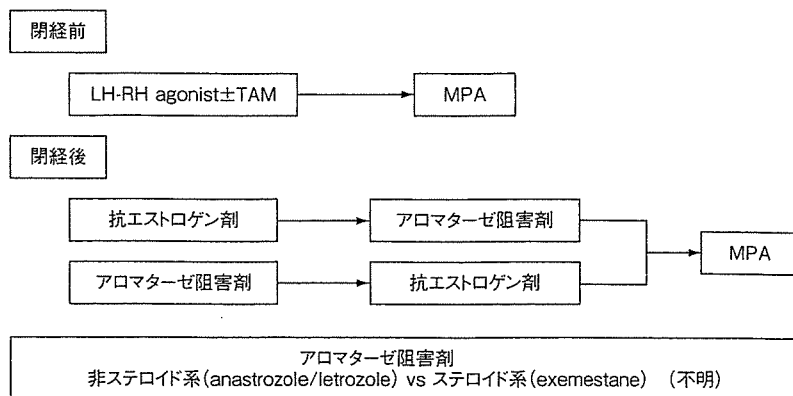 閉経前
LH-RH agonist±TAM
MPA
閉経後
抗エストロゲン剤
アロマターゼ阻害剤
アロマターゼ阻害剤
抗エストロゲン剤
MPA
アロマターゼ阻害剤
非ステロイド系(anastrozole/letrozole) vs ステロイド系(exemestane) (不明)